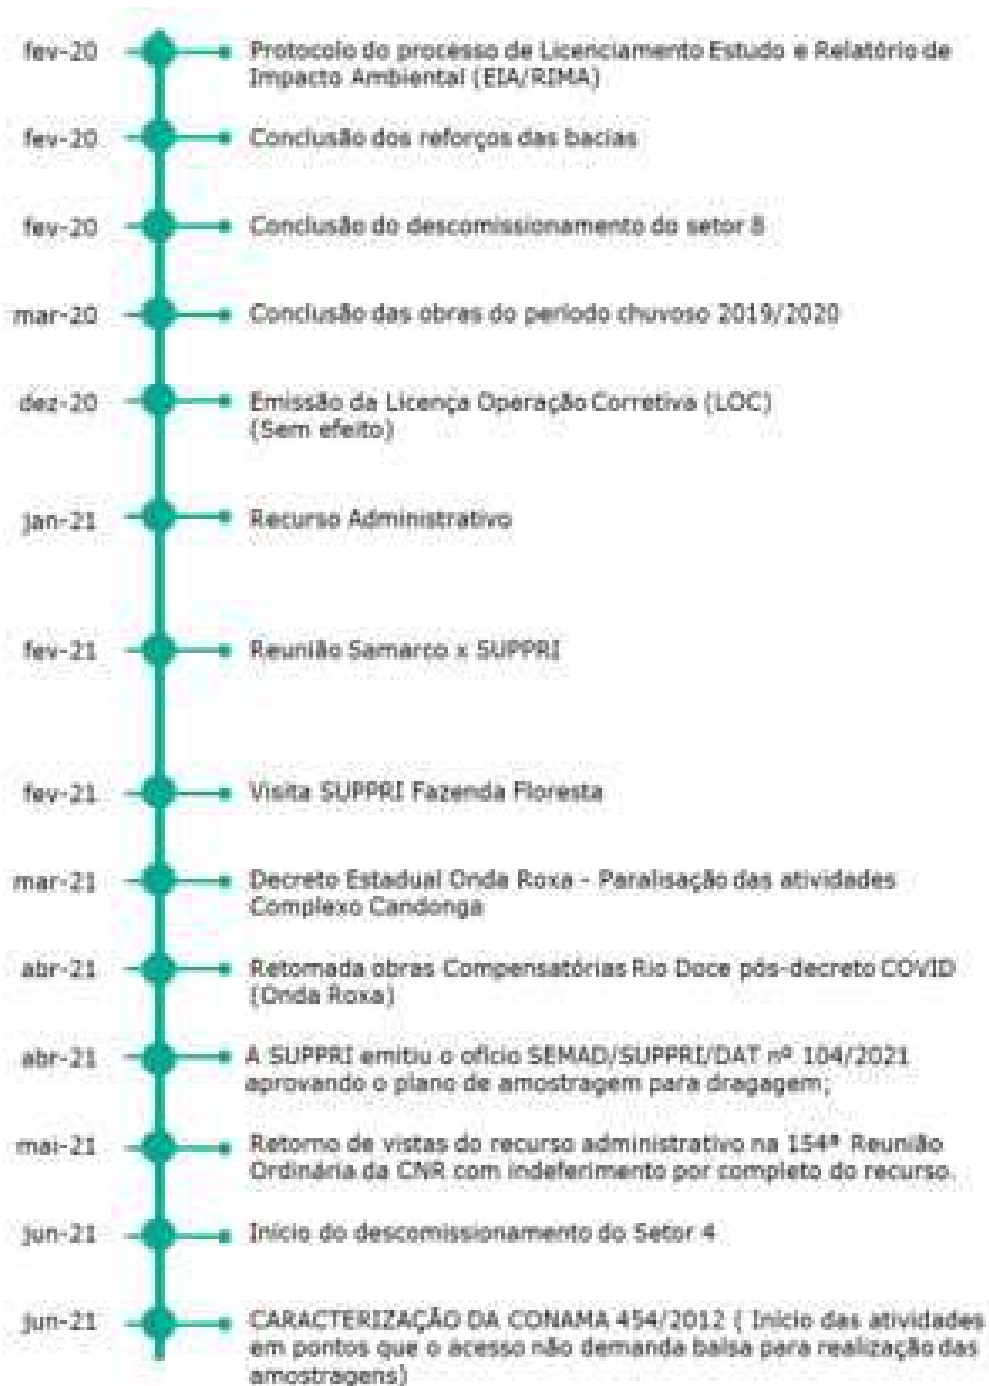 fev-20 Protocolo do processo de Licenciamento Estudo e Relatório de
Impacto Ambiental (EIA/RIMA)
fev-20 Conclusão dos reforços das bacias
fev-20 Conclusão do descomissionamento do setor 8
mar-20 Conclusão das obras do período chuvoso 2019/2020
dez-20 Emissão da Licença Operação Corretiva (LOC)
(Sem efeito)
jan-21 Recurso Administrativo
fev-21 Reunião Samarco x SUPPRI
fev-21 Visita SUPPRI Fazenda Floresta
mar-21 Decreto Estadual Onda Roxa - Paralisação das atividades
Complexo Candonga
abr-21 Retomada obras Compensatórias Rio Doce pós-decreto COVID
(Onda Roxa)
abr-21 A SUPPRI emitiu o ofício SEMAD/SUPPRI/DAT nº 104/2021
aprovando o plano de amostragem para dragagem;
mai-21 Retorno de vistas do recurso administrativo na 154ª Reunião
Ordinária da CNR com indeferimento por completo do recurso.
jun-21 Início do descomissionamento do Setor 4
jun-21 CARACTERIZAÇÃO DA CONAMA 454/2012 ( Início das atividades
em pontos que o acesso não demanda balsa para realização das
amostragens)